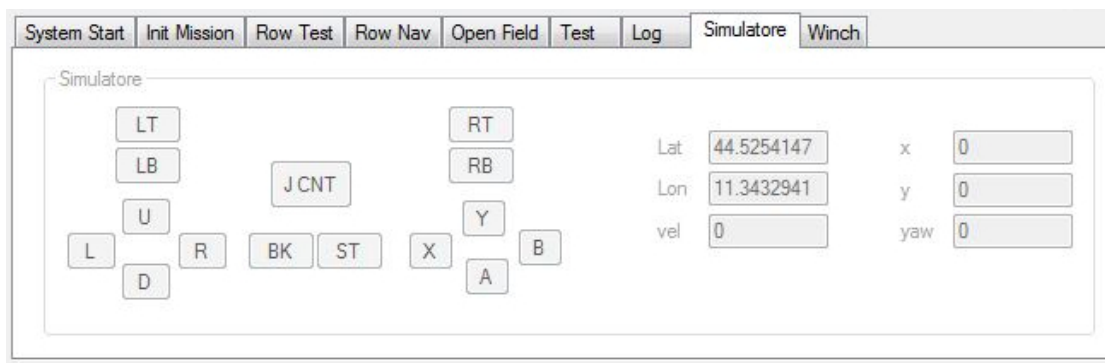 System Start Init Mission Row Test Row Nav Open Field Test Log Simulatore Winch
Simulatore
LT RT
LB RB
J CNT
U Y
L R BK ST X B
D A
Lat 44.5254147 x 0
Lon 11.3432941 y 0
vel 0 yaw 0